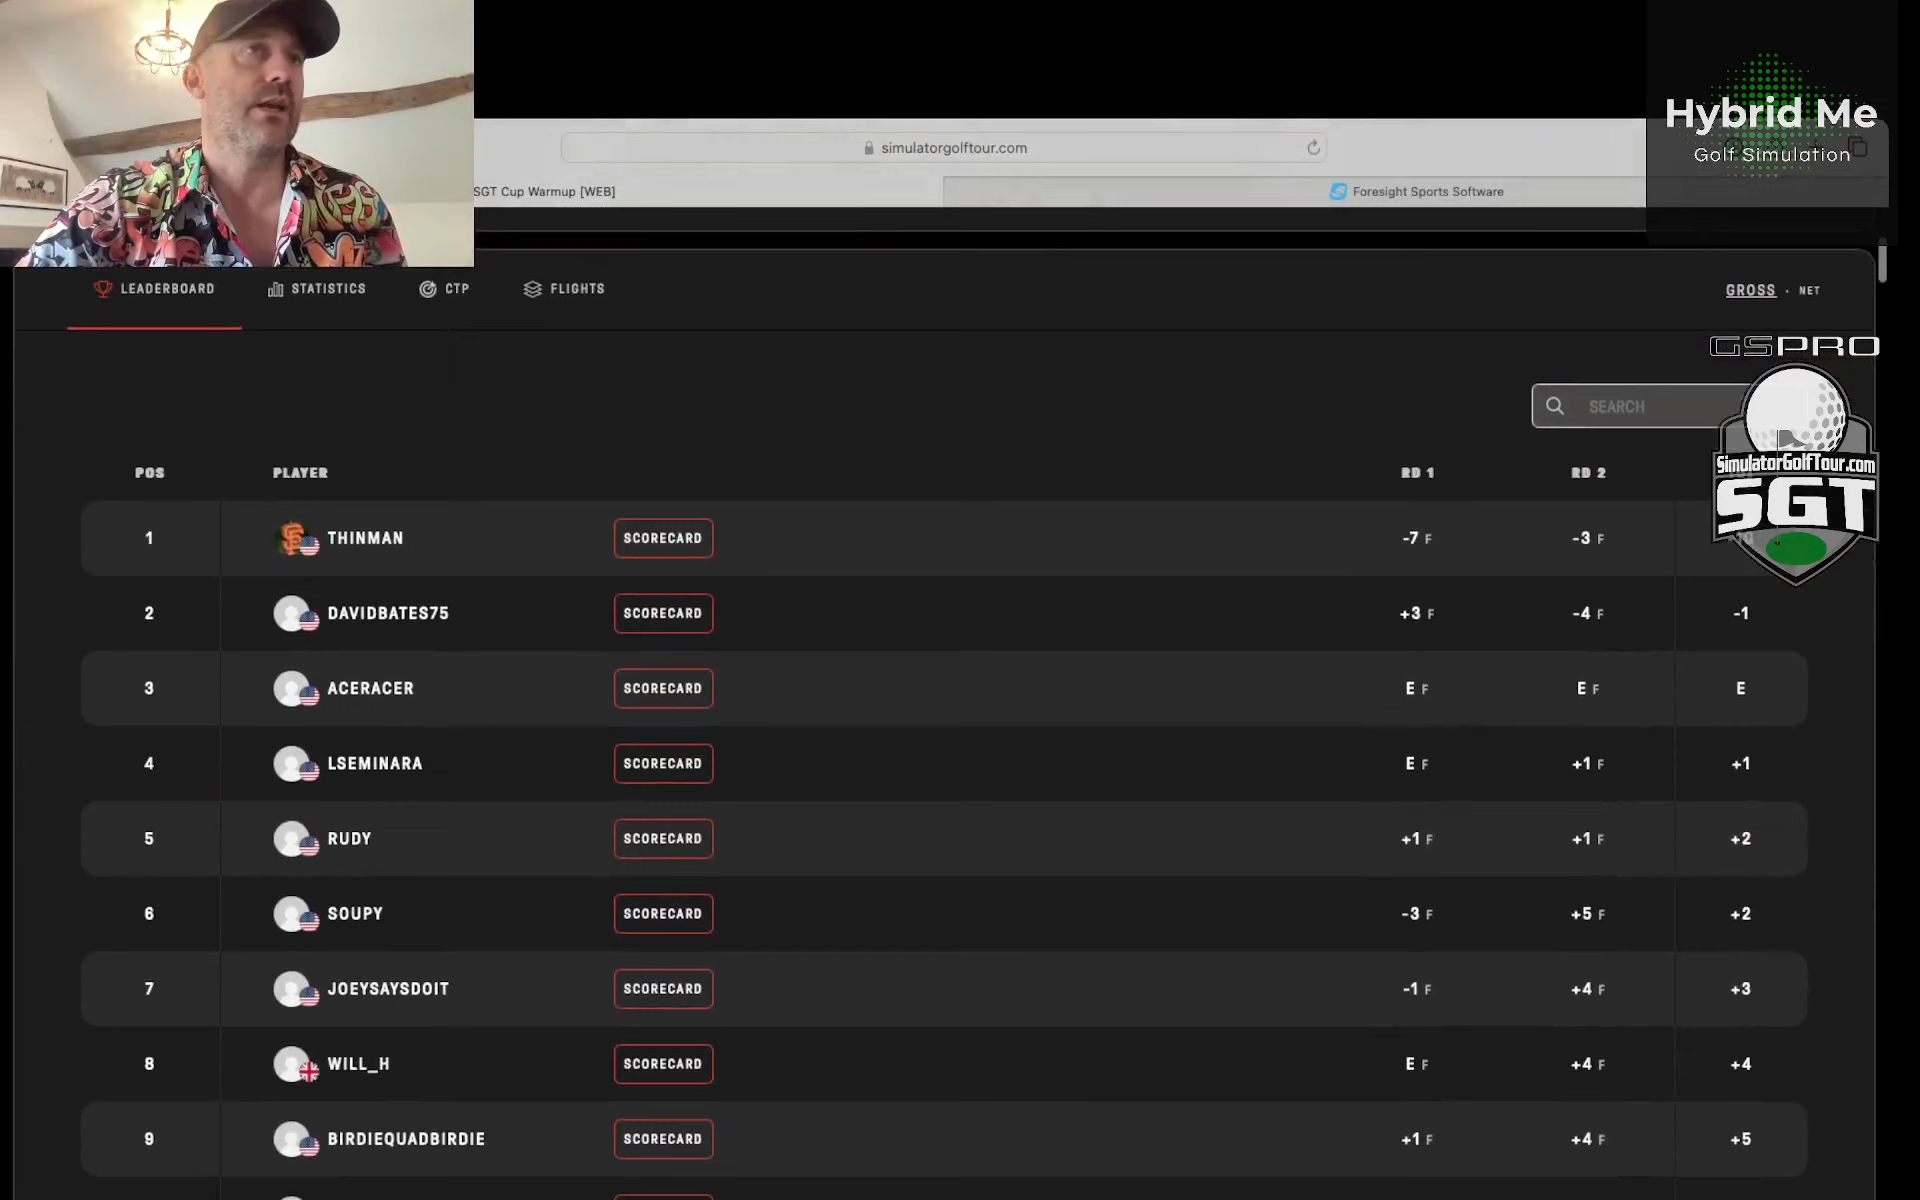 Hybrid Me
Golf Simulation
simulatorgolftour.com
SGT Cup Warmup [WEB]
Foresight Sports Software
LEADERBOARD STATISTICS CTP FLIGHTS GROSS · NET
GSPRO
SEARCH
SimulatorGolfTour.com
SGT
POS PLAYER RD 1 RD 2
1 THINMAN SCORECARD -7 F -3 F
2 DAVIDBATES75 SCORECARD +3 F -4 F -1
3 ACERACER SCORECARD E F E F E
4 LSEMINARA SCORECARD E F +1 F +1
5 RUDY SCORECARD +1 F +1 F +2
6 SOUPY SCORECARD -3 F +5 F +2
7 JOEYSAYSDOIT SCORECARD -1 F +4 F +3
8 WILL_H SCORECARD E F +4 F +4
9 BIRDIEQUADBIRDIE SCORECARD +1 F +4 F +5